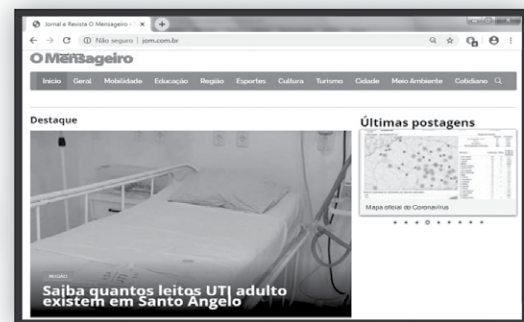 Jornal e Revista O Mensageiro -
Não seguro | jom.com.br
O Mensageiro
Início Geral Mobilidade Educação Região Esportes Cultura Turismo Cidade Meio Ambiente Cotidiano
Destaque
Últimas postagens
Mapa oficial do Coronavírus
REGIÃO
Saiba quantos leitos UTI adulto
existem em Santo Angelo